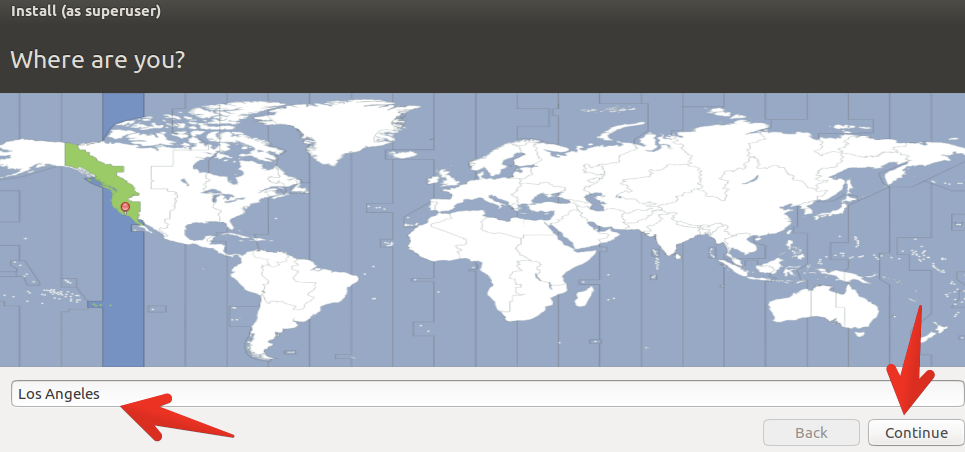 Install (as superuser)
Where are you?
Los Angeles
Back
Continue